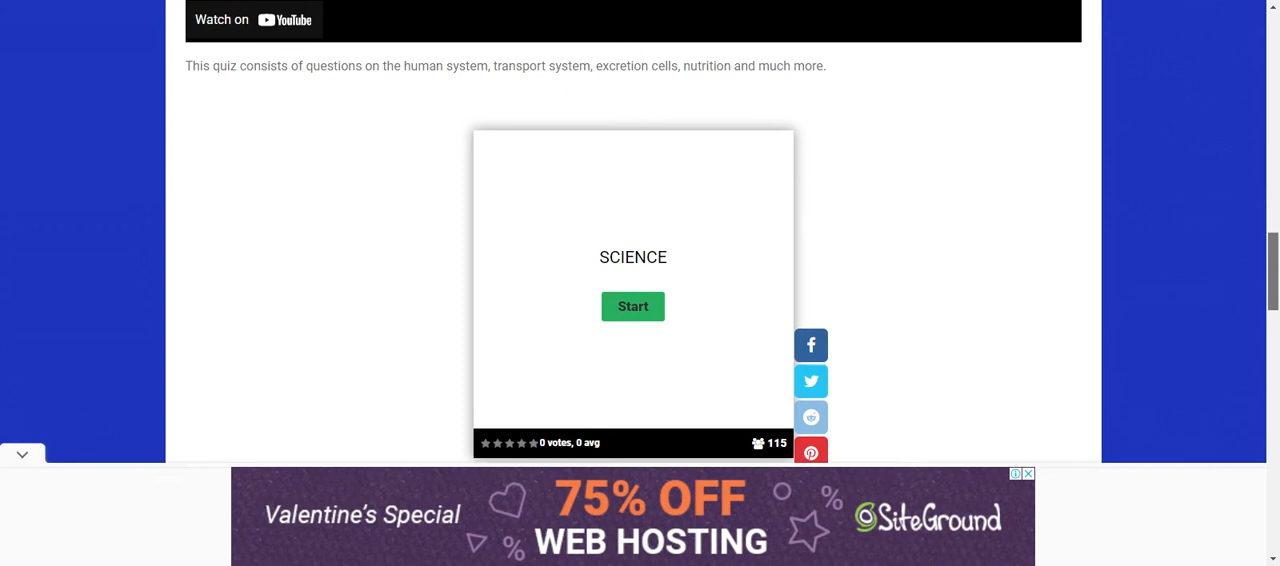 Watch on YouTube
This quiz consists of questions on the human system, transport system, excretion cells, nutrition and much more.
SCIENCE
Start
0 votes, 0 avg
115
Valentine's Special
75% OFF
WEB HOSTING
SiteGround